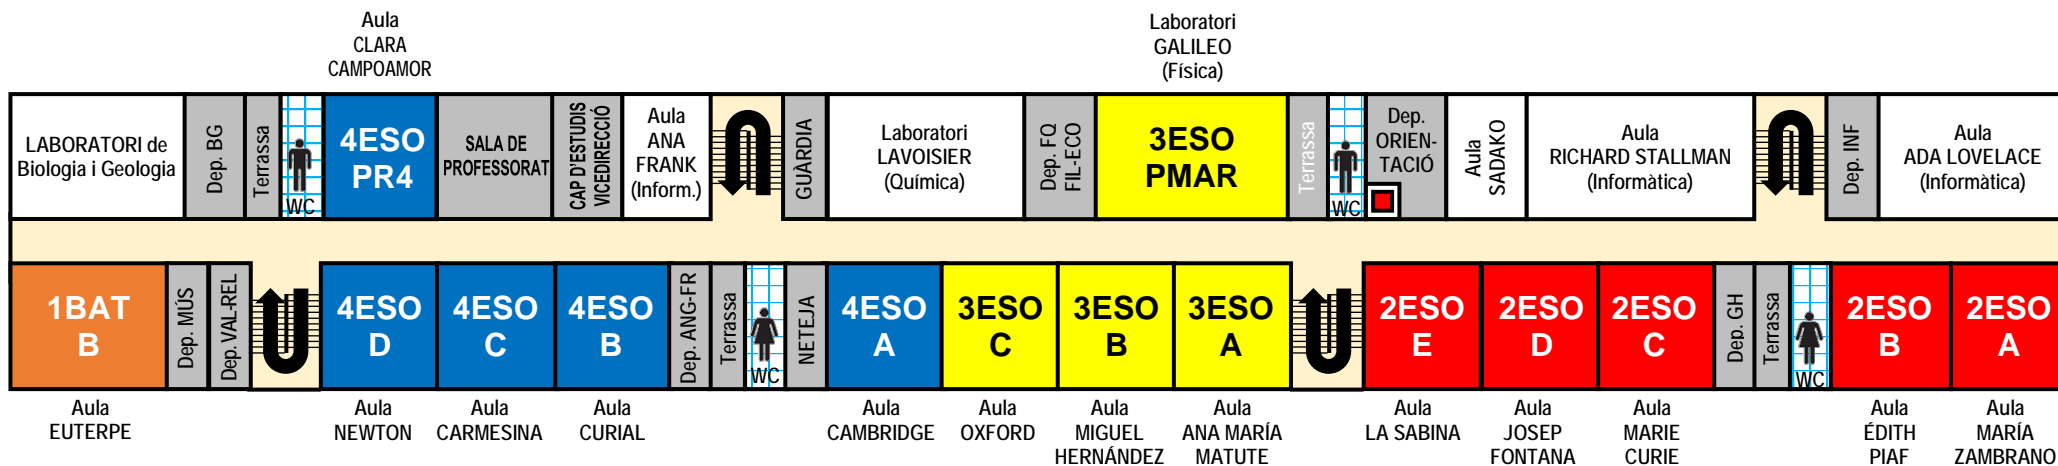 Aula
CLARA
CAMPOAMOR
Laboratori
GALILEO
(Física)
LABORATORI de
Biologia i Geologia
Dep. BG
Terrassa
WC
4ESO
PR4
SALA DE
PROFESSORAT
CAP D'ESTUDIS
VICEDIRECCIÓ
Aula
ANA
FRANK
(Inform.)
GUÀRDIA
Laboratori
LAVOISIER
(Química)
Dep. FQ
FIL-ECO
3ESO
PMAR
Terrassa
WC
Dep.
ORIEN-
TACIÓ
Aula
SADAKO
Aula
RICHARD STALLMAN
(Informàtica)
Dep. INF
Aula
ADA LOVELACE
(Informàtica)
1BAT
B
Dep. MÚS
Dep. VAL-REL
4ESO
D
4ESO
C
4ESO
B
Dep. ANG-FR
Terrassa
WC
NETEJA
4ESO
A
3ESO
C
3ESO
B
3ESO
A
2ESO
E
2ESO
D
2ESO
C
Dep. GH
Terrassa
WC
2ESO
B
2ESO
A
Aula
EUTERPE
Aula
NEWTON
Aula
CARMESINA
Aula
CURIAL
Aula
CAMBRIDGE
Aula
OXFORD
Aula
MIGUEL
HERNÁNDEZ
Aula
ANA MARÍA
MATUTE
Aula
LA SABINA
Aula
JOSEP
FONTANA
Aula
MARIE
CURIE
Aula
ÉDITH
PIAF
Aula
MARÍA
ZAMBRANO